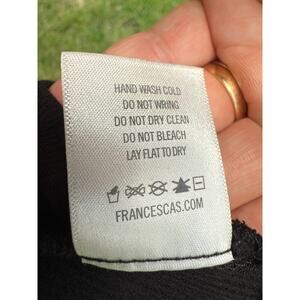 HAND WASH COLD
DO NOT WRING
DO NOT DRY CLEAN
DO NOT BLEACH
LAY FLAT TO DRY
FRANCESCAS.COM